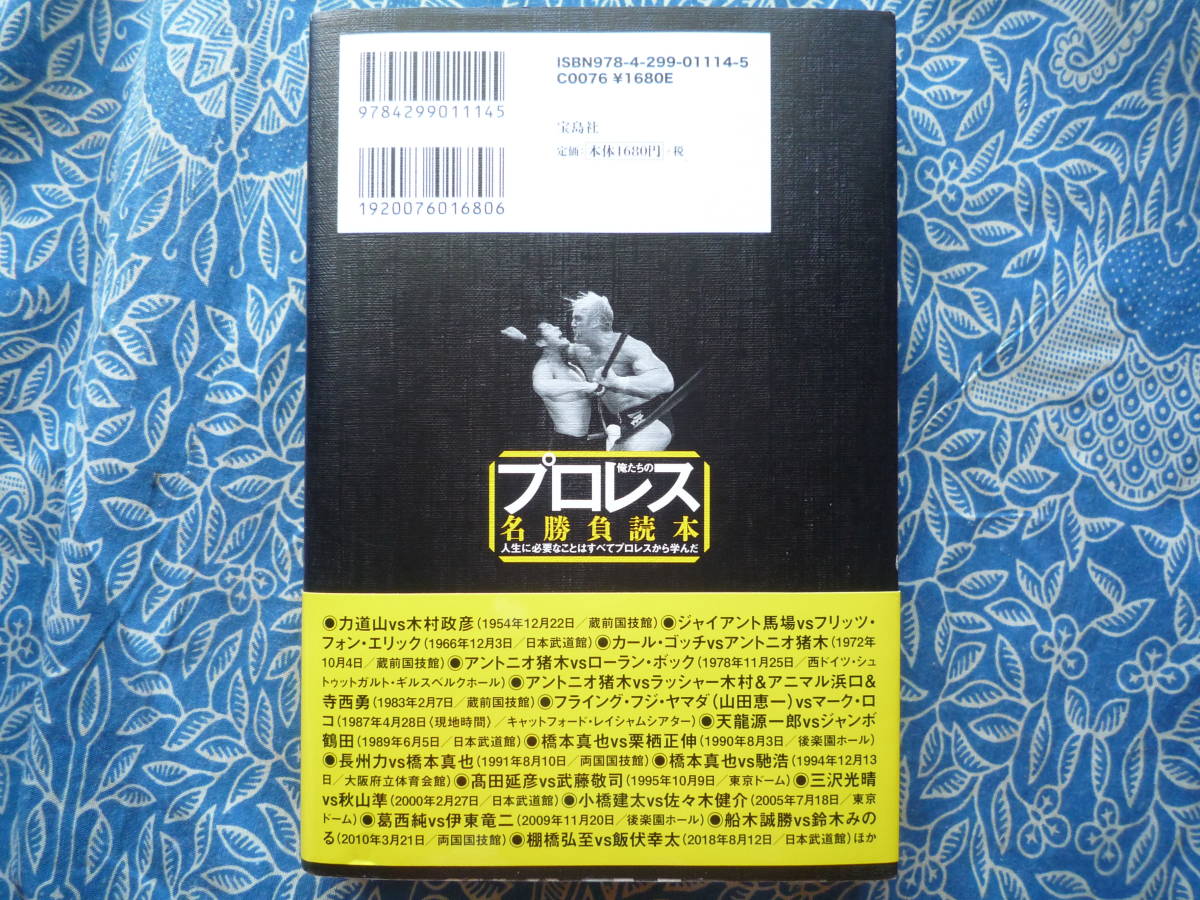 ISBN978-4-299-01114-5
C0076 ¥1680E
9784299011145
宝島社
定価：本体1680円＋税
1920076016806
俺たちの
プロレス
名勝負読本
人生に必要なことはすべてプロレスから学んだ
◉力道山vs木村政彦(1954年12月22日／蔵前国技館)◉ジャイアント馬場vsフリッツ・
フォン・エリック(1966年12月3日／日本武道館)◉カール・ゴッチvsアントニオ猪木(1972年
10月4日／蔵前国技館)◉アントニオ猪木vsローラン・ボック(1978年11月25日／西ドイツ・シュ
トゥットガルト・ギルスベルクホール)◉アントニオ猪木vsラッシャー木村&アニマル浜口&
寺西勇(1983年2月7日／蔵前国技館)◉フライング・フジ・ヤマダ(山田恵一)vsマーク・ロ
コ(1987年4月28日〈現地時間〉／キャットフォード・レイシャムシアター)◉天龍源一郎vsジャンボ
鶴田(1989年6月5日／日本武道館)◉橋本真也vs栗栖正伸(1990年8月3日／後楽園ホール)
◉長州力vs橋本真也(1991年8月10日／両国国技館)◉橋本真也vs馳浩(1994年12月13
日／大阪府立体育会館)◉髙田延彦vs武藤敬司(1995年10月9日／東京ドーム)◉三沢光晴
vs秋山準(2000年2月27日／日本武道館)◉小橋建太vs佐々木健介(2005年7月18日／東京
ドーム)◉葛西純vs伊東竜二(2009年11月20日／後楽園ホール)◉船木誠勝vs鈴木みの
る(2010年3月21日／両国国技館)◉棚橋弘至vs飯伏幸太(2018年8月12日／日本武道館)ほか